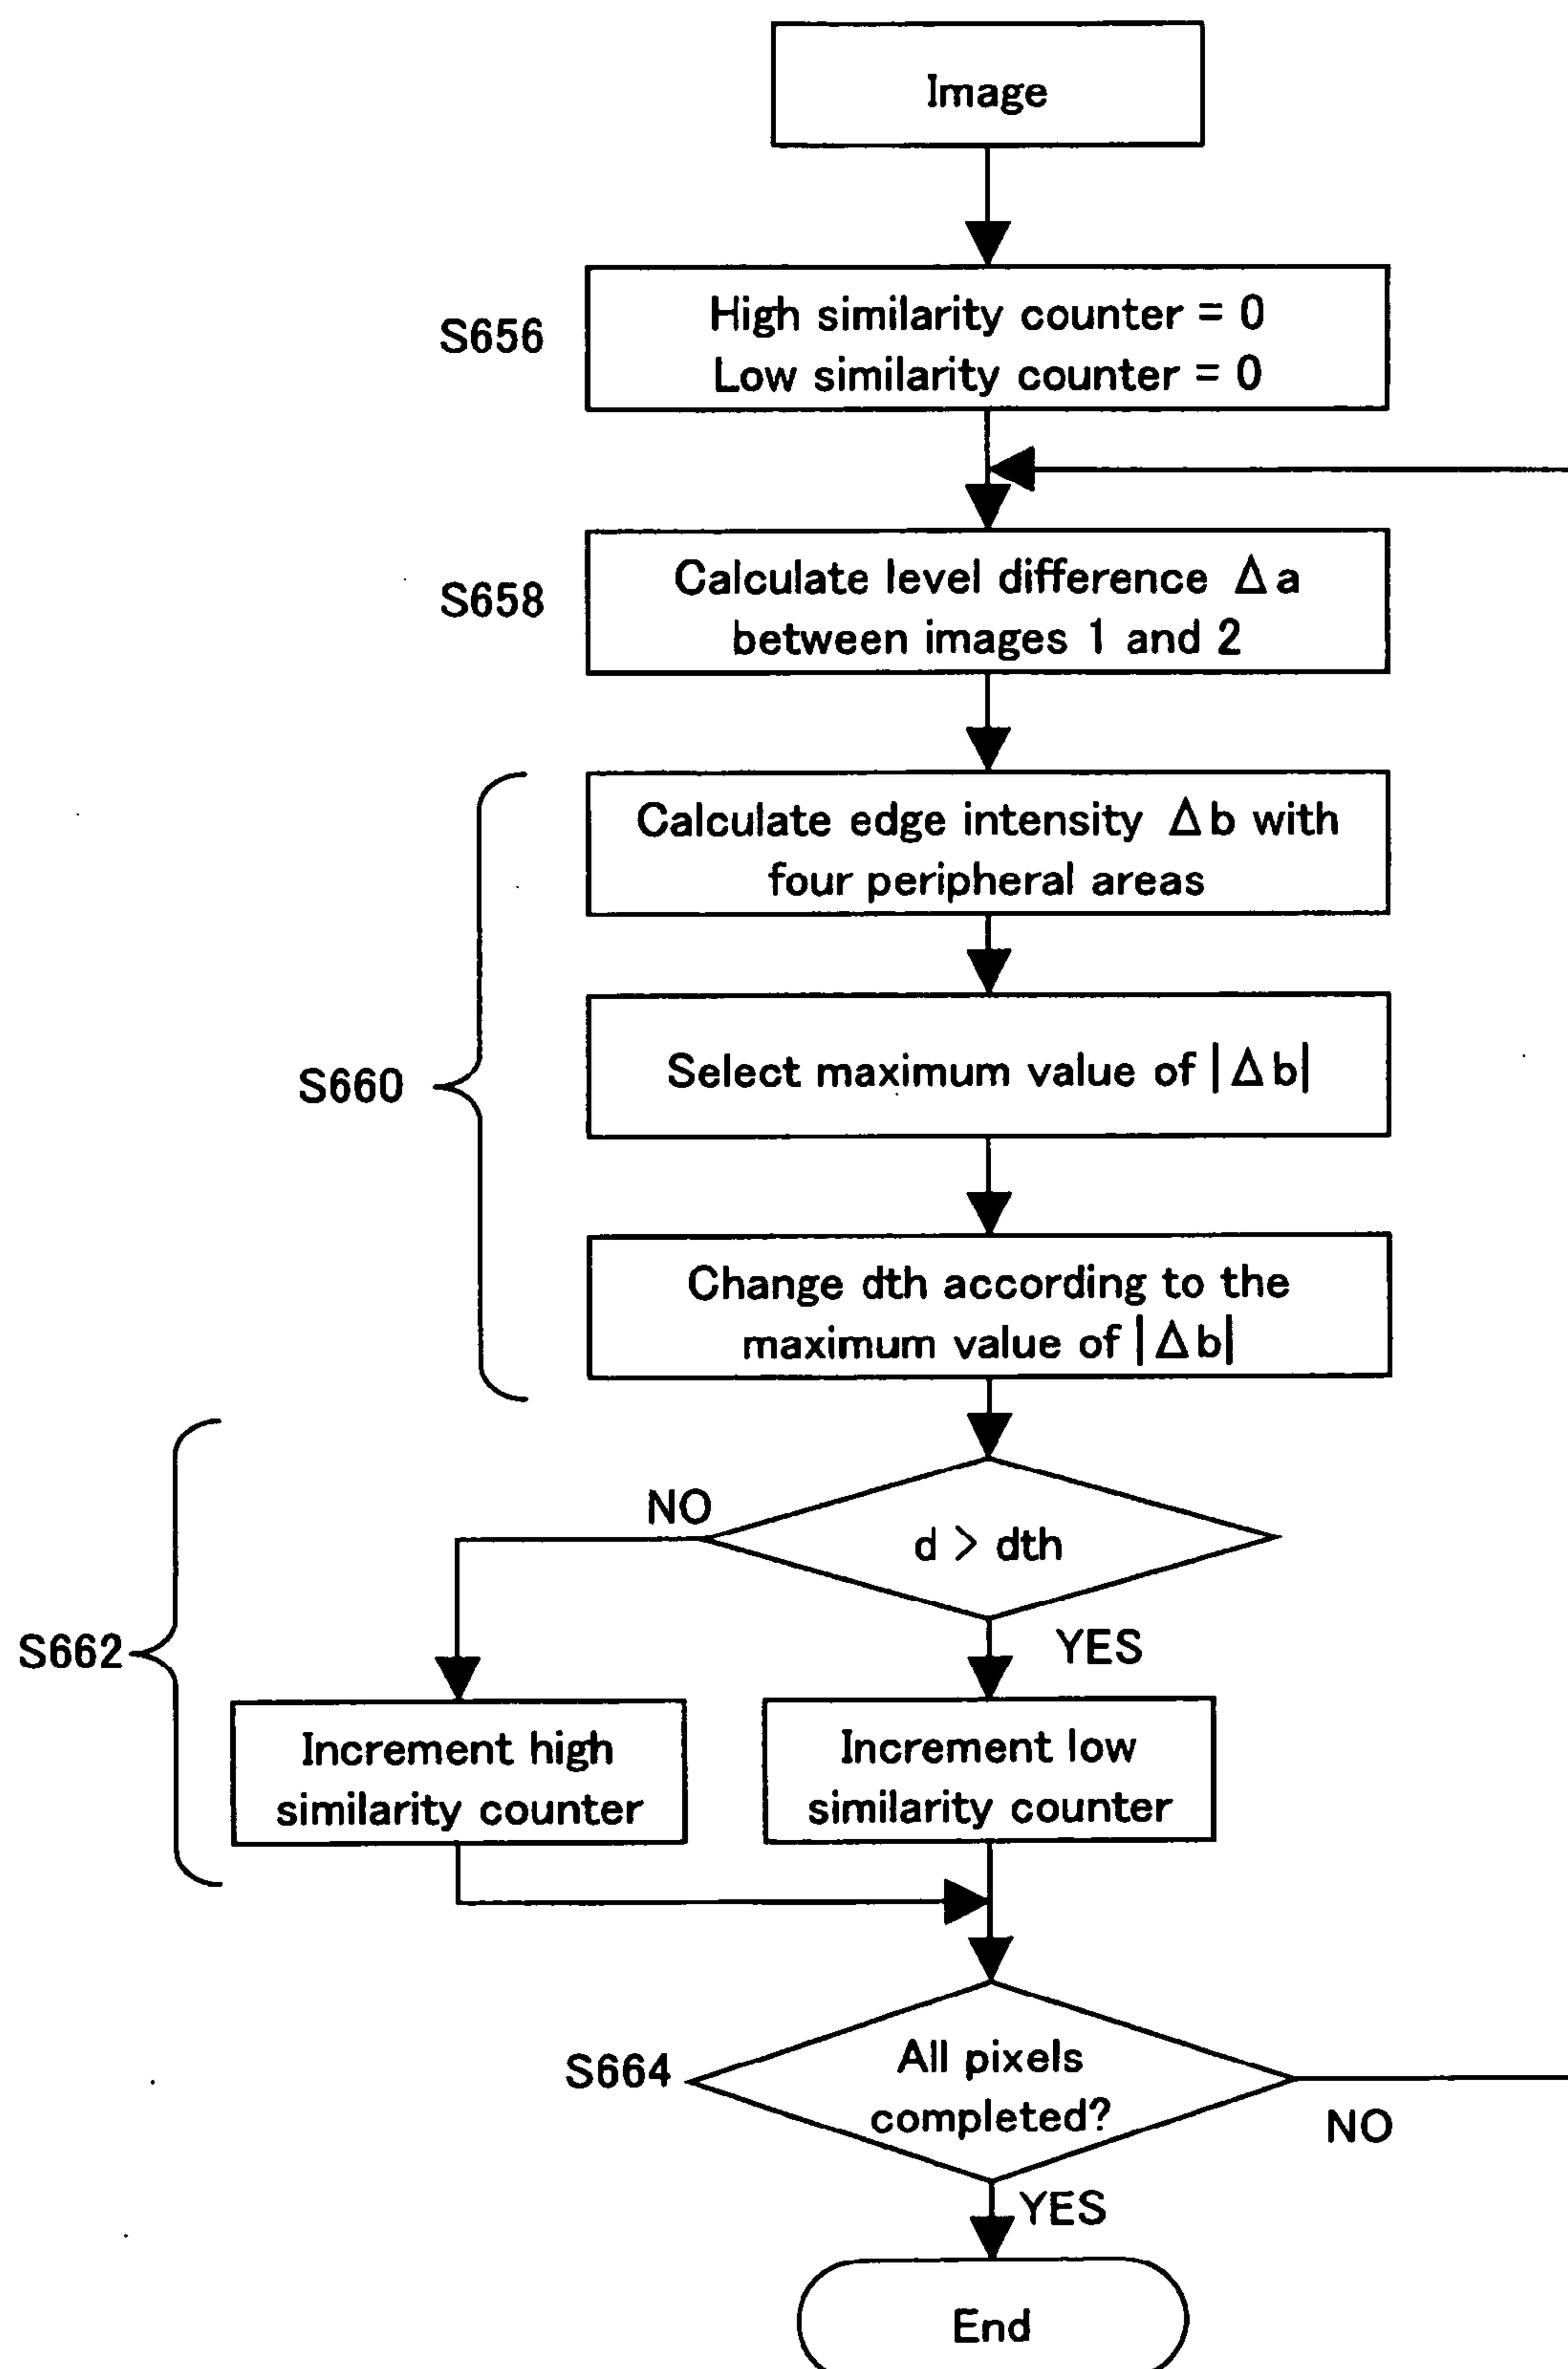 Image
S656
High similarity counter = 0
Low similarity counter = 0
S658
Calculate level difference Δa
between images 1 and 2
S660
Calculate edge intensity Δb with
four peripheral areas
Select maximum value of |Δb|
Change dth according to the
maximum value of |Δb|
S662
NO
d > dth
YES
Increment high
similarity counter
Increment low
similarity counter
S664
All pixels
completed?
NO
YES
End